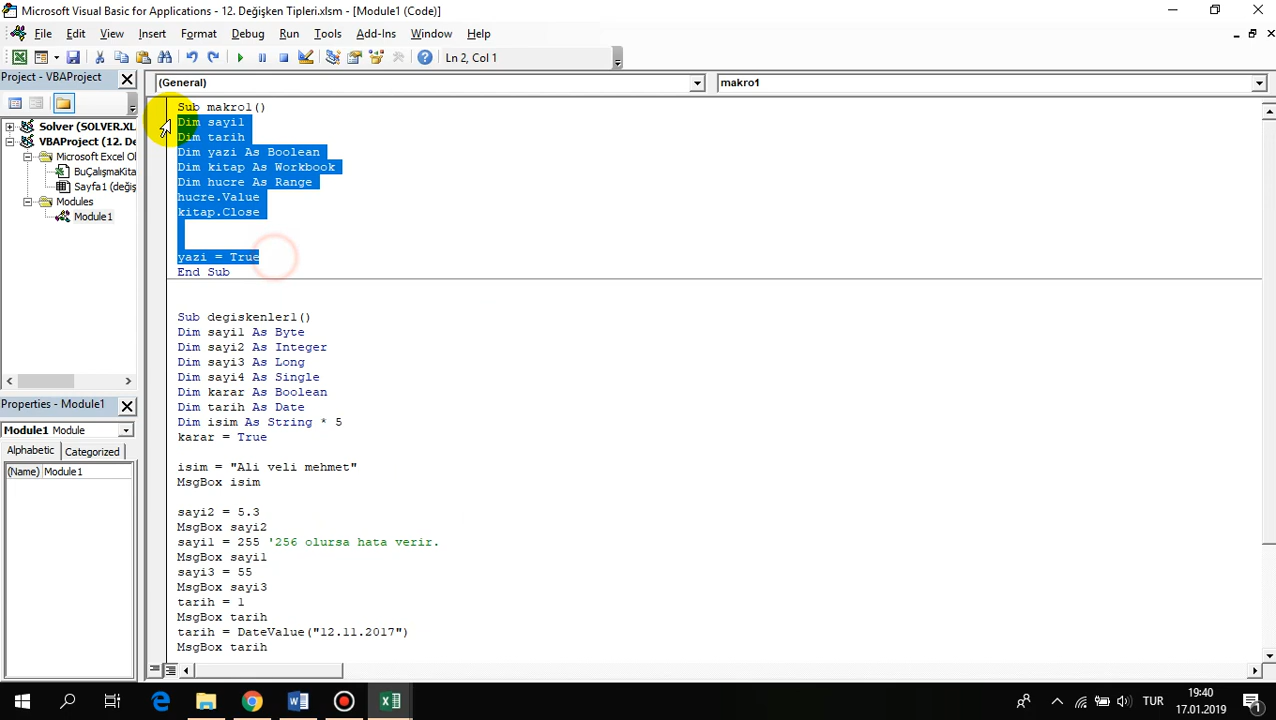 Microsoft Visual Basic for Applications - 12. Değişken Tipleri.xlsm - [Module1 (Code)]
File Edit View Insert Format Debug Run Tools Add-Ins Window Help
Ln 2, Col 1
Project - VBAProject
(General)
makro1
Solver (SOLVER.XL
VBAProject (12. De
Microsoft Excel Ol
BuÇalışmaKita
Sayfa1 (değiş
Modules
Module1
Properties - Module1
Module1 Module
Alphabetic Categorized
(Name) Module1
Sub makro1()
Dim sayi1
Dim tarih
Dim yazi As Boolean
Dim kitap As Workbook
Dim hucre As Range
hucre.Value
kitap.Close
yazi = True
End Sub
Sub degiskenler1()
Dim sayi1 As Byte
Dim sayi2 As Integer
Dim sayi3 As Long
Dim sayi4 As Single
Dim karar As Boolean
Dim tarih As Date
Dim isim As String * 5
karar = True
isim = "Ali veli mehmet"
MsgBox isim
sayi2 = 5.3
MsgBox sayi2
sayi1 = 255 '256 olursa hata verir.
MsgBox sayi1
sayi3 = 55
MsgBox sayi3
tarih = 1
MsgBox tarih
tarih = DateValue("12.11.2017")
MsgBox tarih
TUR
19:40
17.01.2019
1